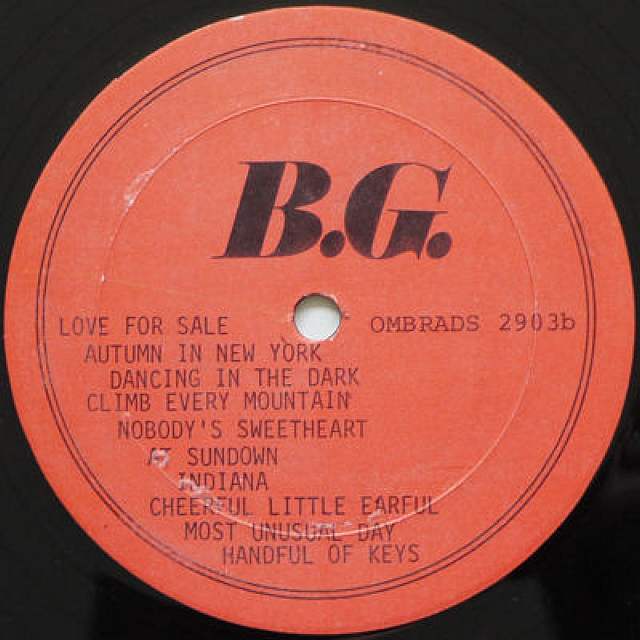 B.G.
LOVE FOR SALE OMBRADS 2903b
AUTUMN IN NEW YORK
DANCING IN THE DARK
CLIMB EVERY MOUNTAIN
NOBODY'S SWEETHEART
AT SUNDOWN
INDIANA
CHEERFUL LITTLE EARFUL
MOST UNUSUAL DAY
HANDFUL OF KEYS